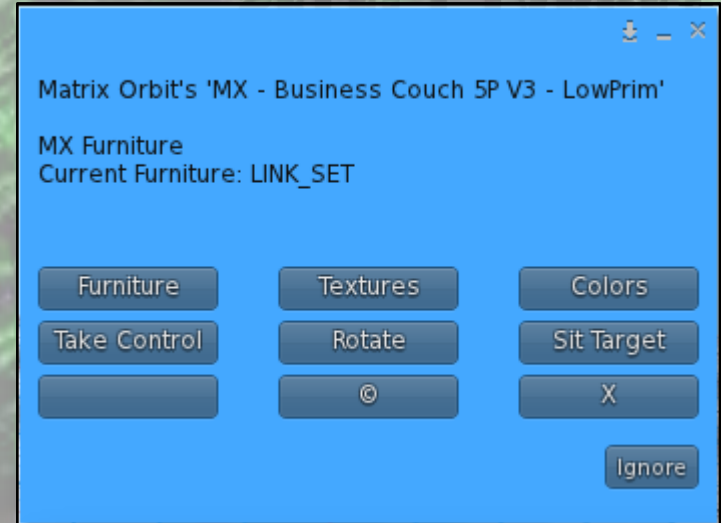 Matrix Orbit's 'MX - Business Couch 5P V3 - LowPrim'
MX Furniture
Current Furniture: LINK_SET
Furniture Textures Colors
Take Control Rotate Sit Target
© X
Ignore